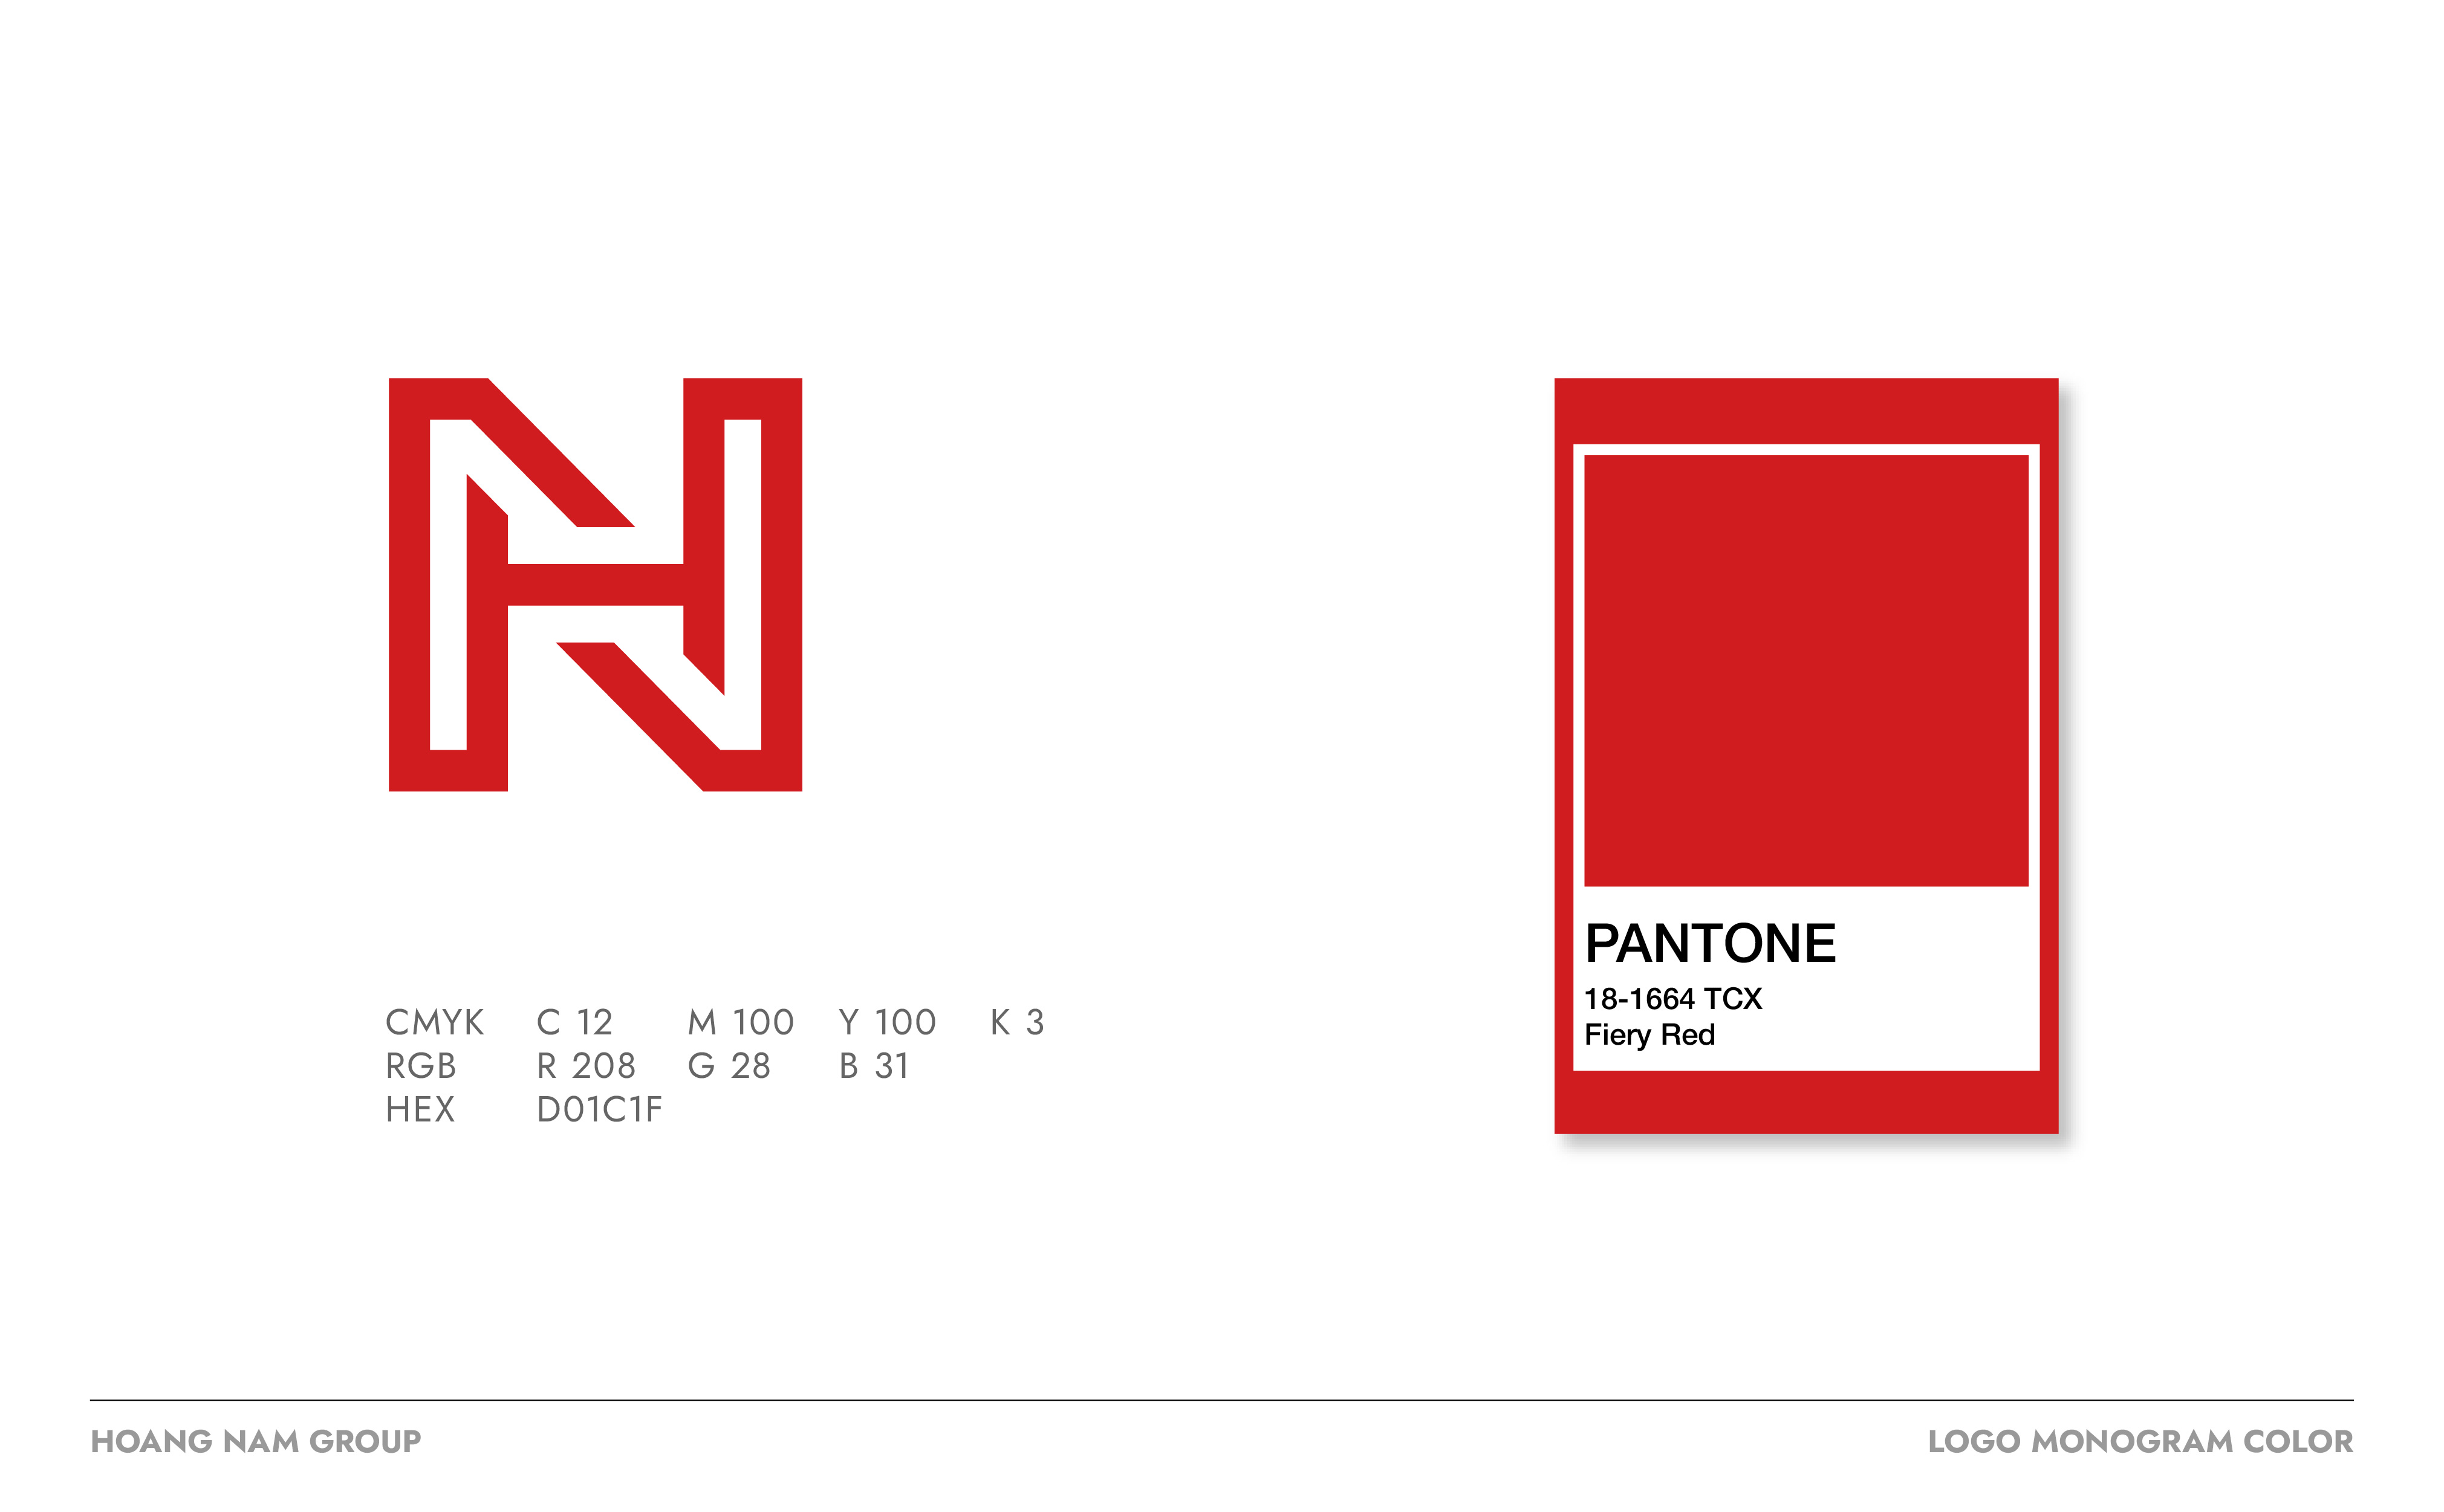 CMYK C 12 M 100 Y 100 K 3
RGB R 208 G 28 B 31
HEX D01C1F
PANTONE
18-1664 TCX
Fiery Red
HOANG NAM GROUP
LOGO MONOGRAM COLOR